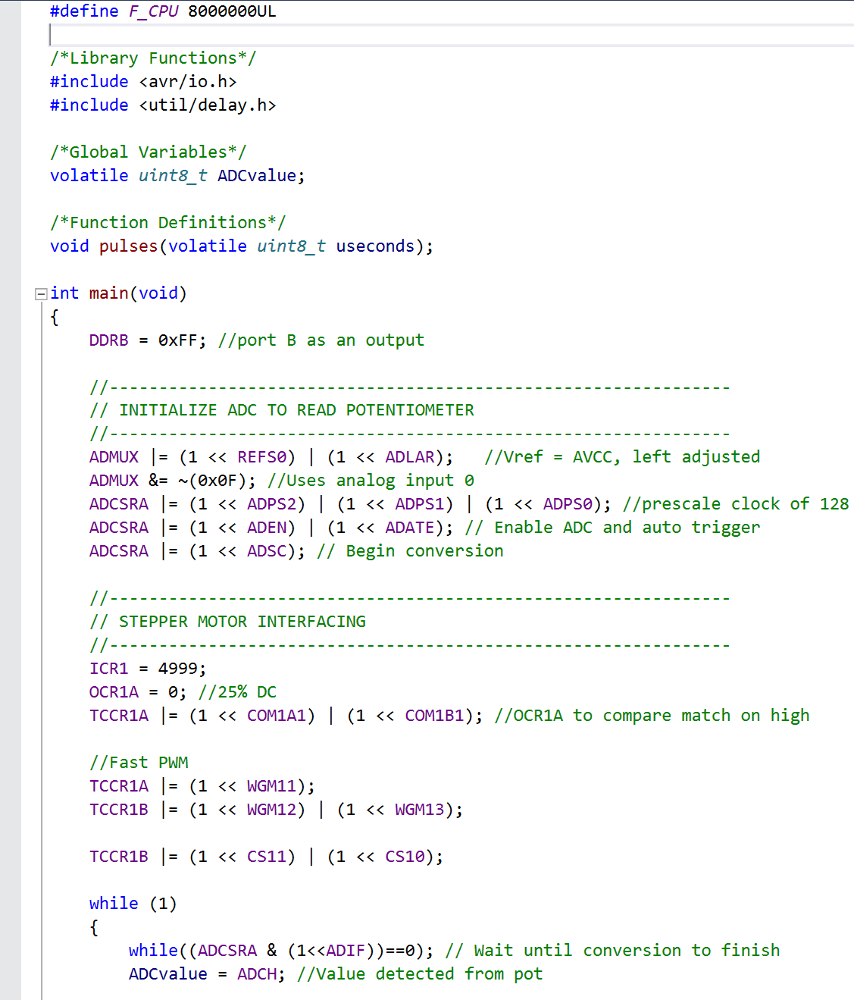 #define F_CPU 8000000UL
/*Library Functions*/
#include <avr/io.h>
#include <util/delay.h>
/*Global Variables*/
volatile uint8_t ADCvalue;
/*Function Definitions*/
void pulses(volatile uint8_t useconds);
int main(void)
{
DDRB = 0xFF; //port B as an output
//---------------------------------------------------------------
// INITIALIZE ADC TO READ POTENTIOMETER
//---------------------------------------------------------------
ADMUX |= (1 << REFS0) | (1 << ADLAR); //Vref = AVCC, left adjusted
ADMUX &= ~(0x0F); //Uses analog input 0
ADCSRA |= (1 << ADPS2) | (1 << ADPS1) | (1 << ADPS0); //prescale clock of 128
ADCSRA |= (1 << ADEN) | (1 << ADATE); // Enable ADC and auto trigger
ADCSRA |= (1 << ADSC); // Begin conversion
//---------------------------------------------------------------
// STEPPER MOTOR INTERFACING
//---------------------------------------------------------------
ICR1 = 4999;
OCR1A = 0; //25% DC
TCCR1A |= (1 << COM1A1) | (1 << COM1B1); //OCR1A to compare match on high
//Fast PWM
TCCR1A |= (1 << WGM11);
TCCR1B |= (1 << WGM12) | (1 << WGM13);
TCCR1B |= (1 << CS11) | (1 << CS10);
while (1)
{
while((ADCSRA & (1<<ADIF))==0); // Wait until conversion to finish
ADCvalue = ADCH; //Value detected from pot